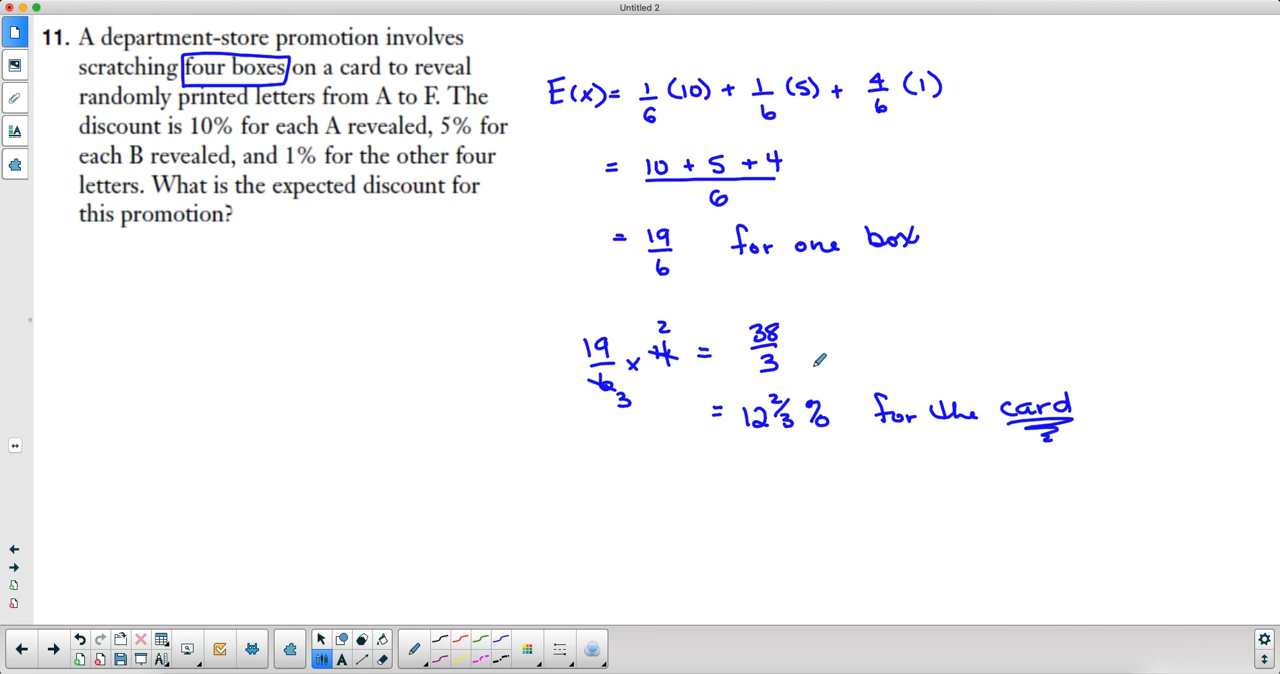 Untitled 2
11. A department-store promotion involves
scratching four boxes on a card to reveal
randomly printed letters from A to F. The
discount is 10% for each A revealed, 5% for
each B revealed, and 1% for the other four
letters. What is the expected discount for
this promotion?
E(x) = 1/6 (10) + 1/6 (5) + 4/6 (1)
= 10 + 5 + 4 / 6
= 19/6 for one box
19/6 3 x 4 2 = 38/3
= 12 2/3 % for the card